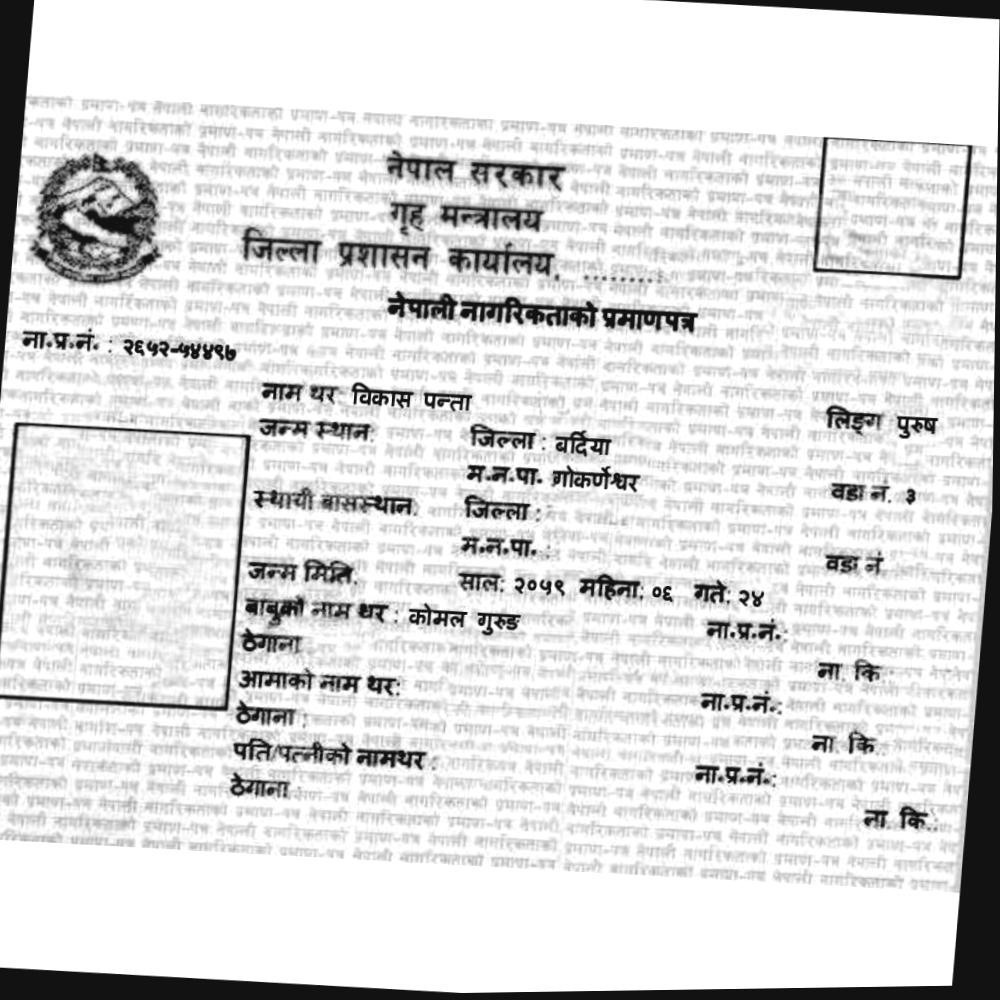 नेपाल सरकार
गृह मन्त्रालय
जिल्ला प्रशासन कार्यालय, .........
नेपाली नागरिकताको प्रमाणपत्र
ना.प्र.नं. : २६५२-५४४९७
नाम थर: विकास पन्ता लिङ्ग पुरुष
जन्म स्थान: जिल्ला : बर्दिया
म.न.पा. गोकर्णेश्वर वडा नं. ३
स्थायी बासस्थान: जिल्ला :
म.न.पा. : वडा नं
जन्म मिति: साल: २०५९ महिना: ०६ गते: २४
बाबुको नाम थर : कोमल गुरुङ ना.प्र.नं.:
ठेगाना : ना. कि.:
आमाको नाम थर: ना.प्र.नं.:
ठेगाना : ना. कि.:
पति/पत्नीको नामथर : ना.प्र.नं.:
ठेगाना : ना. कि.: